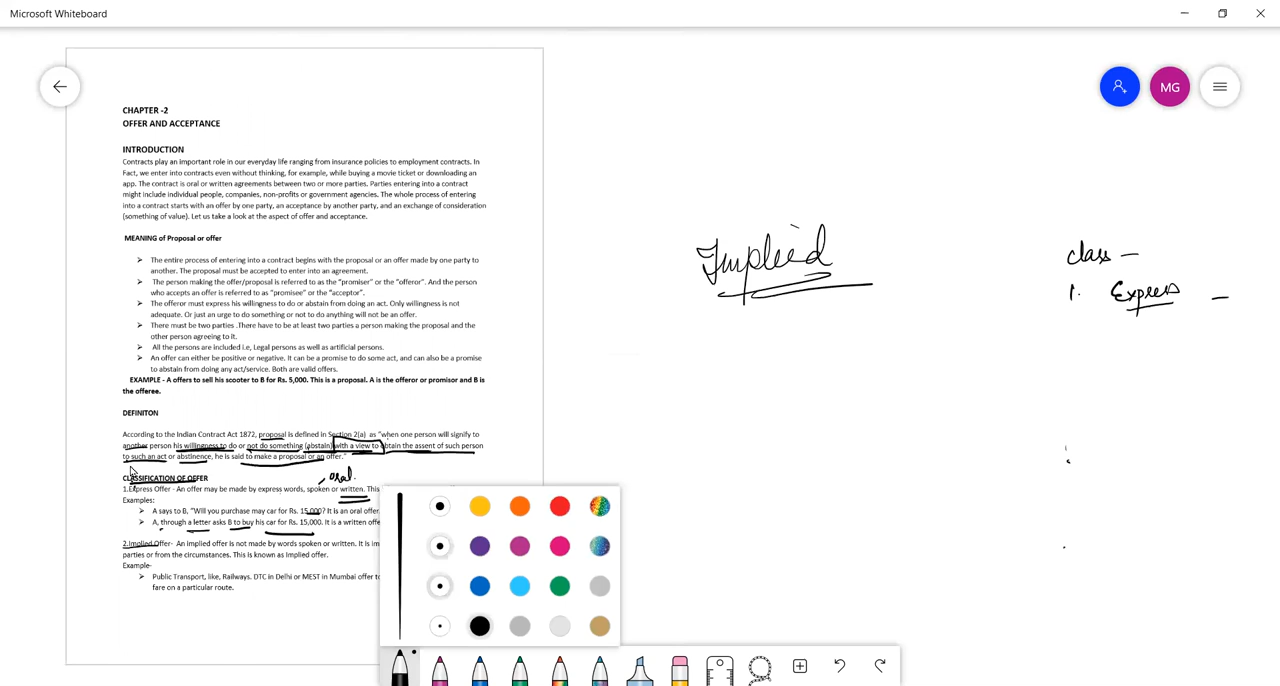 Microsoft Whiteboard
MG
CHAPTER -2
OFFER AND ACCEPTANCE
INTRODUCTION
Contracts play an important role in our everyday life ranging from insurance policies to employment contracts. In
Fact, we enter into contracts even without thinking, for example, while buying a movie ticket or downloading an
app. The contract is oral or written agreements between two or more parties. Parties entering into a contract
might include individual people, companies, non-profits or government agencies. The whole process of entering
into a contract starts with an offer by one party, an acceptance by another party, and an exchange of consideration
(something of value). Let us take a look at the aspect of offer and acceptance.
MEANING of Proposal or offer
➢ The entire process of entering into a contract begins with the proposal or an offer made by one party to
another. The proposal must be accepted to enter into an agreement.
➢ The person making the offer/proposal is referred to as the "promiser" or the "offeror". And the person
who accepts an offer is referred to as "promisee" or the "acceptor".
➢ The offeror must express his willingness to do or abstain from doing an act. Only willingness is not
adequate. Or just an urge to do something or not to do anything will not be an offer.
➢ There must be two parties .There have to be at least two parties a person making the proposal and the
other person agreeing to it.
➢ All the persons are included i.e, Legal persons as well as artificial persons.
➢ An offer can either be positive or negative. It can be a promise to do some act, and can also be a promise
to abstain from doing any act/service. Both are valid offers.
EXAMPLE - A offers to sell his scooter to B for Rs. 5,000. This is a proposal. A is the offeror or promisor and B is
the offeree.
DEFINITON
According to the Indian Contract Act 1872, proposal is defined in Section 2(a) as "when one person will signify to
another person his willingness to do or not do something (abstain) with a view to obtain the assent of such person
to such an act or abstinence, he is said to make a proposal or an offer."
CLASSIFICATION OF OFFER
oral
1.Express Offer - An offer may be made by express words, spoken or written. This
Examples:
➢ A says to B, "Will you purchase may car for Rs. 15,000? It is an oral offer
➢ A, through a letter asks B to buy his car for Rs. 15,000. It is a written offe
2.Implied Offer- An implied offer is not made by words spoken or written. It is im
parties or from the circumstances. This is known as Implied offer.
Example-
➢ Public Transport, like, Railways. DTC in Delhi or MEST in Mumbai offer to
fare on a particular route.
Implied
class –
1. Express –